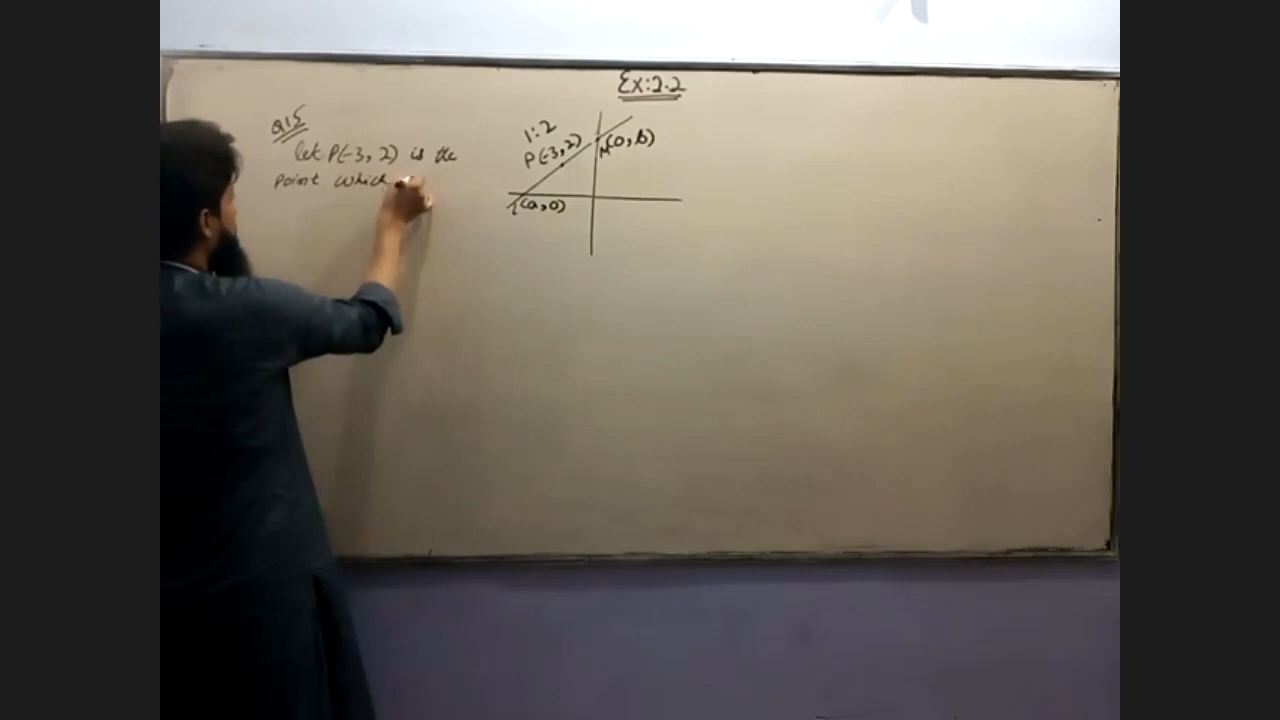 Ex:2.2
Q15
let P(-3, 2) is the
point which
1:2
P(-3, 2)
M(0, b)
(a, 0)